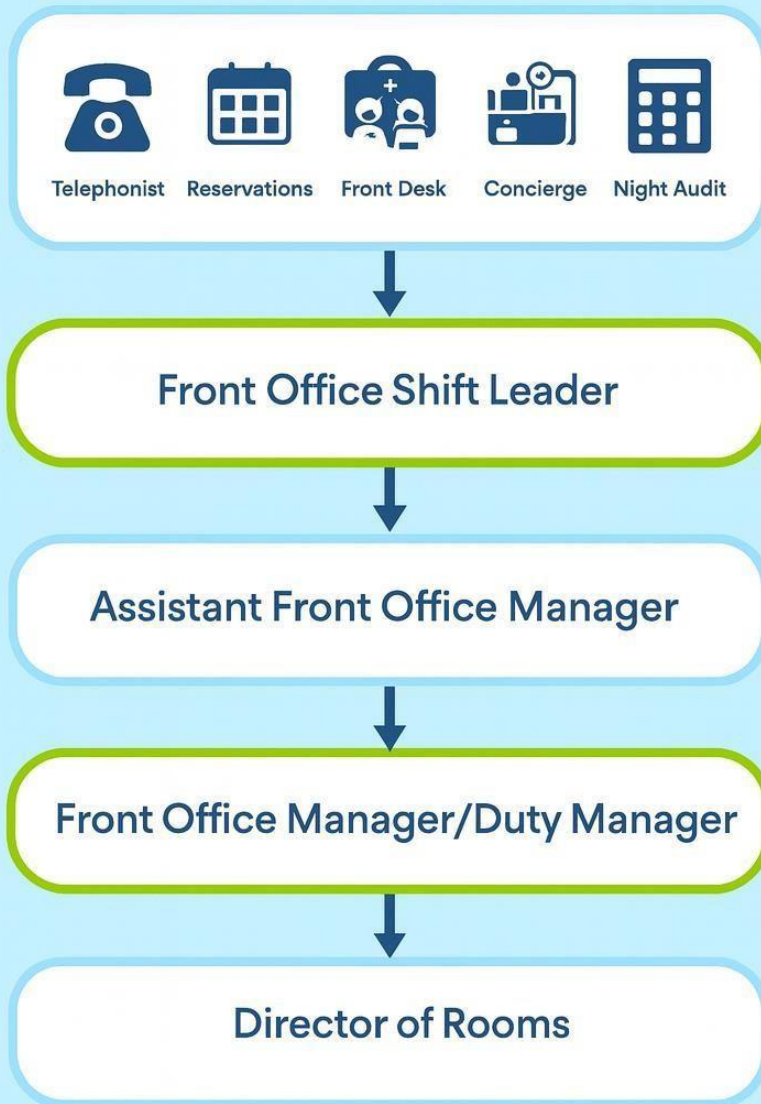 Telephonist Reservations Front Desk Concierge Night Audit
Front Office Shift Leader
Assistant Front Office Manager
Front Office Manager/Duty Manager
Director of Rooms